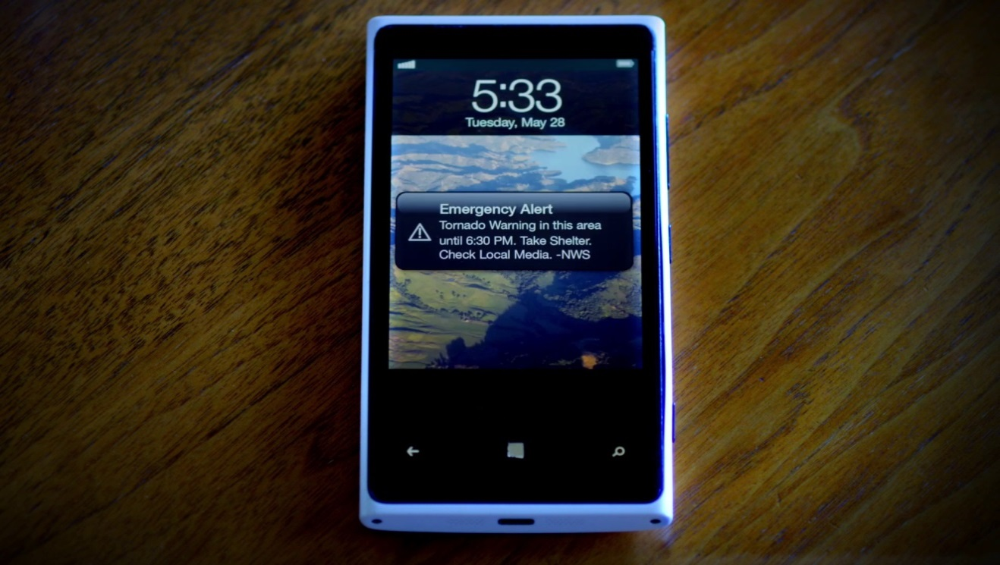 5:33
Tuesday, May 28
Emergency Alert
Tornado Warning in this area
until 6:30 PM. Take Shelter.
Check Local Media. -NWS